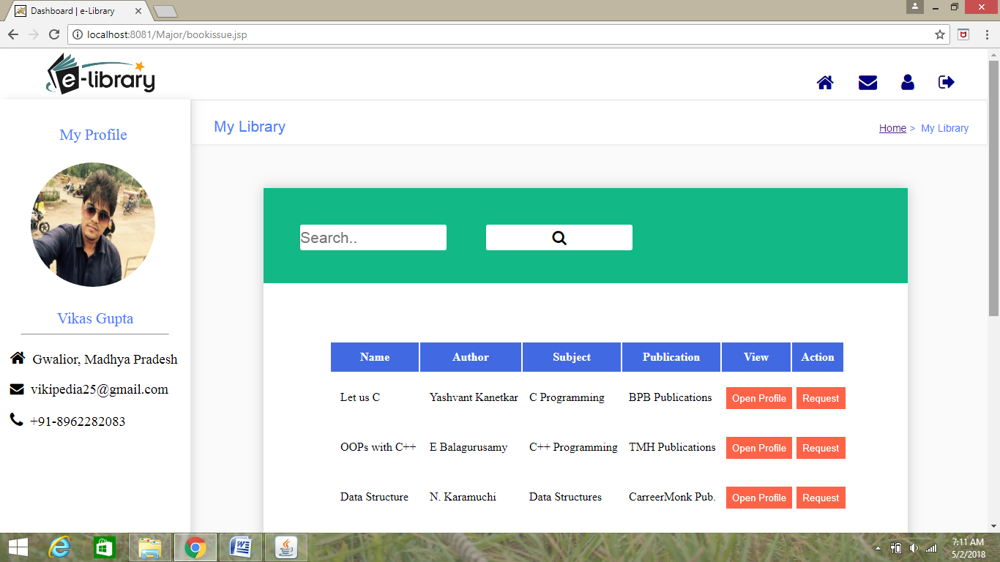 Dashboard | e-Library
localhost:8081/Major/bookissue.jsp
e-library
My Profile
My Library
Home > My Library
Search..
Vikas Gupta
Gwalior, Madhya Pradesh
vikipedia25@gmail.com
+91-8962282083
Name Author Subject Publication View Action
Let us C Yashvant Kanetkar C Programming BPB Publications Open Profile Request
OOPs with C++ E Balagurusamy C++ Programming TMH Publications Open Profile Request
Data Structure N. Karamuchi Data Structures CarreerMonk Pub. Open Profile Request
7:11 AM
5/2/2018